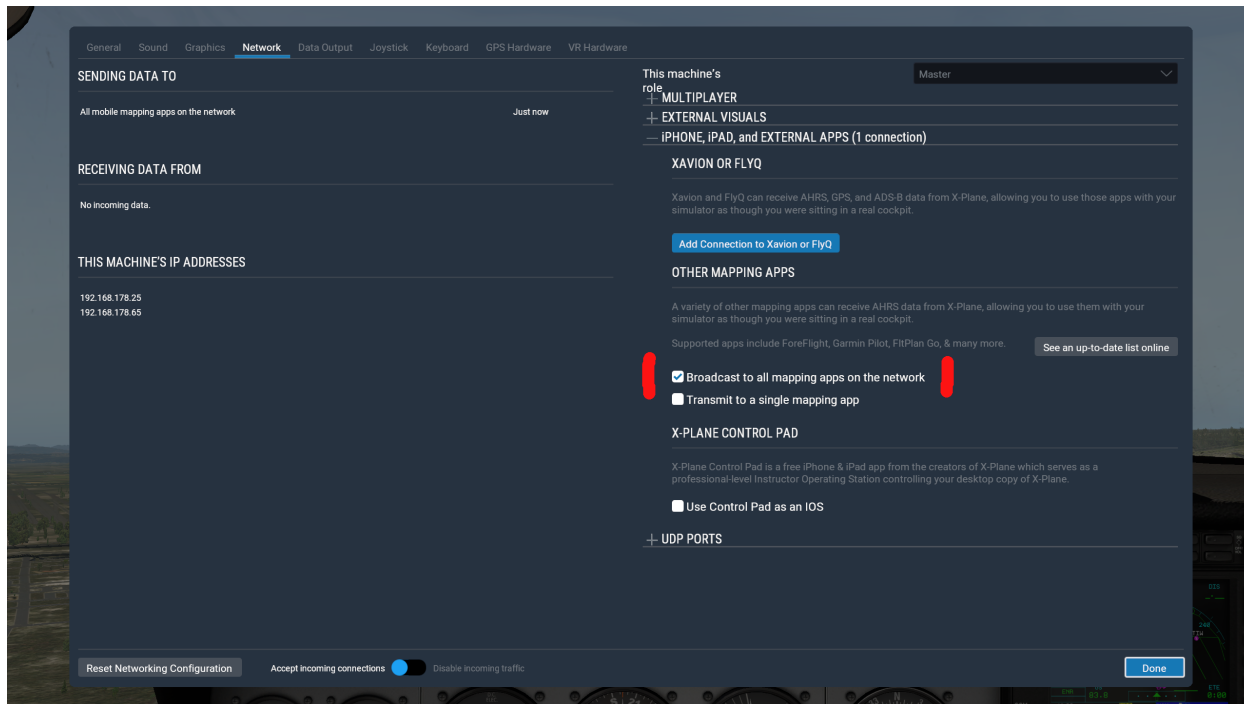 General Sound Graphics Network Data Output Joystick Keyboard GPS Hardware VR Hardware
SENDING DATA TO
All mobile mapping apps on the network Just now
RECEIVING DATA FROM
No incoming data.
THIS MACHINE'S IP ADDRESSES
192.168.178.25
192.168.178.65
This machine's
role
Master
MULTIPLAYER
EXTERNAL VISUALS
iPHONE, iPAD, and EXTERNAL APPS (1 connection)
XAVION OR FLYQ
Xavion and FlyQ can receive AHRS, GPS, and ADS-B data from X-Plane, allowing you to use those apps with your
simulator as though you were sitting in a real cockpit.
Add Connection to Xavion or FlyQ
OTHER MAPPING APPS
A variety of other mapping apps can receive AHRS data from X-Plane, allowing you to use them with your
simulator as though you were sitting in a real cockpit.
Supported apps include ForeFlight, Garmin Pilot, FltPlan Go, & many more.
See an up-to-date list online
Broadcast to all mapping apps on the network
Transmit to a single mapping app
X-PLANE CONTROL PAD
X-Plane Control Pad is a free iPhone & iPad app from the creators of X-Plane which serves as a
professional-level Instructor Operating Station controlling your desktop copy of X-Plane.
Use Control Pad as an IOS
UDP PORTS
Reset Networking Configuration Accept incoming connections Disable incoming traffic
Done
ETE
0:00